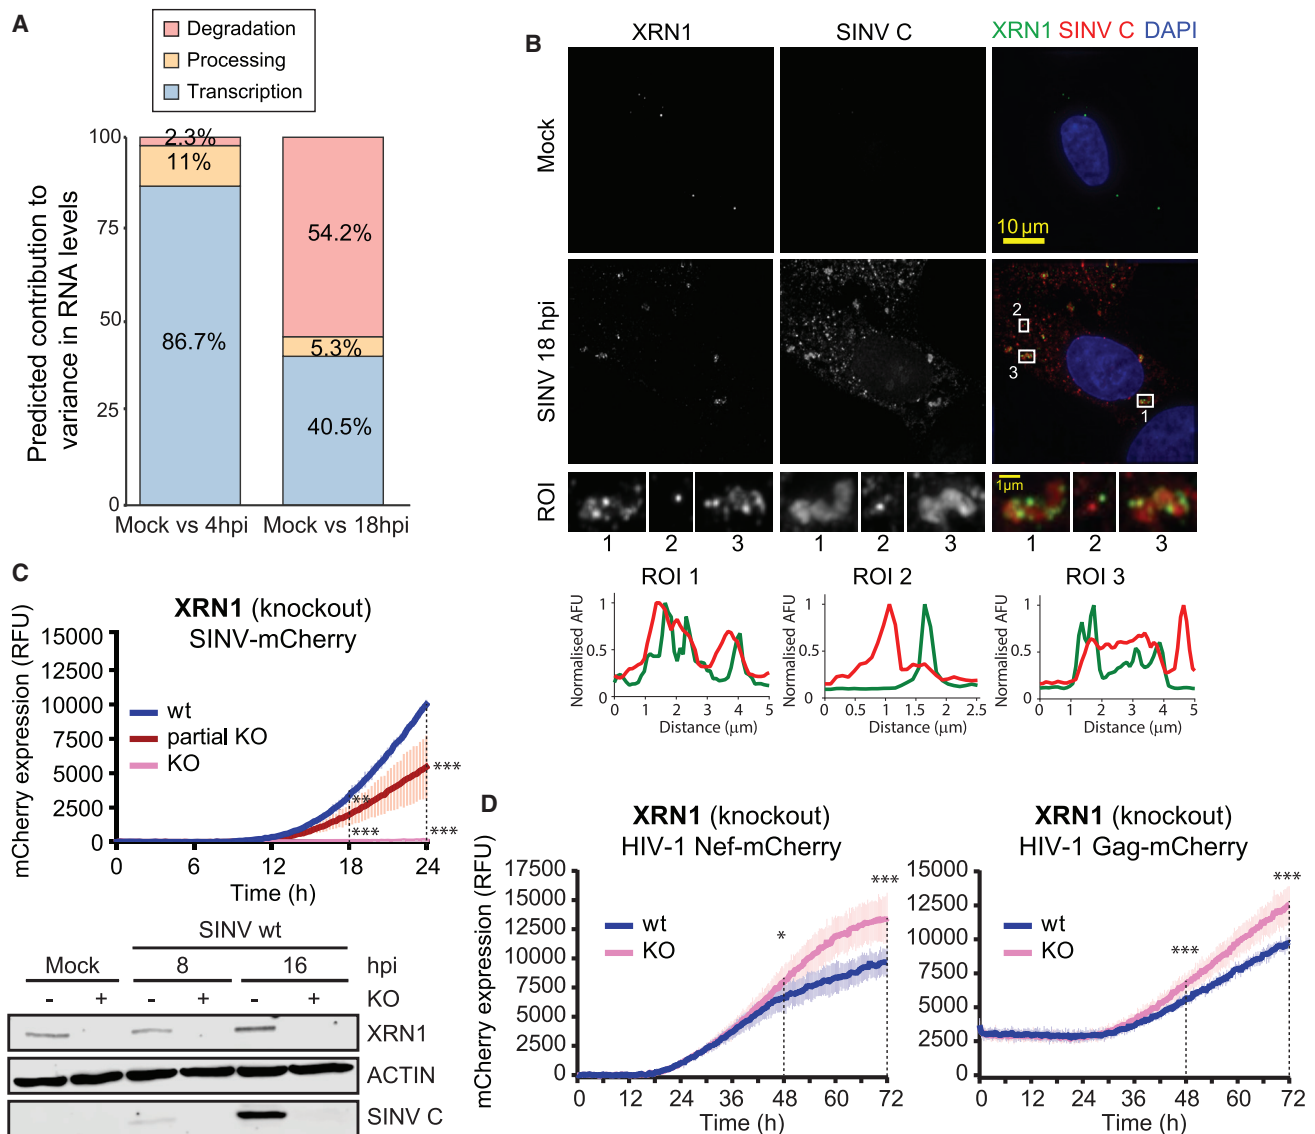 A
Degradation
Processing
Transcription
Predicted contribution to
variance in RNA levels
100
75
50
25
0
2.3%
11%
86.7%
54.2%
5.3%
40.5%
Mock vs 4hpi
Mock vs 18hpi
B
XRN1
SINV C
XRN1 SINV C DAPI
Mock
10 µm
SINV 18 hpi
2
3
1
ROI
1µm
1
2
3
1
2
3
1
2
3
ROI 1
Normalised AFU
1
0.5
0
0
1
2
3
4
5
Distance (µm)
ROI 2
Normalised AFU
1
0.5
0
0
0.5
1
1.5
2
2.5
Distance (µm)
ROI 3
Normalised AFU
1
0.5
0
0
1
2
3
4
5
Distance (µm)
C
XRN1 (knockout)
SINV-mCherry
mCherry expression (RFU)
15000
12500
10000
7500
5000
2500
0
wt
partial KO
KO
**
***
***
***
0
6
12
18
24
Time (h)
SINV wt
Mock
8
16
hpi
-
+
-
+
-
+
KO
XRN1
ACTIN
SINV C
D
XRN1 (knockout)
HIV-1 Nef-mCherry
mCherry expression (RFU)
17500
15000
12500
10000
7500
5000
2500
0
wt
KO
*
***
0
12
24
36
48
60
72
Time (h)
XRN1 (knockout)
HIV-1 Gag-mCherry
15000
12500
10000
7500
5000
2500
0
wt
KO
***
***
0
12
24
36
48
60
72
Time (h)